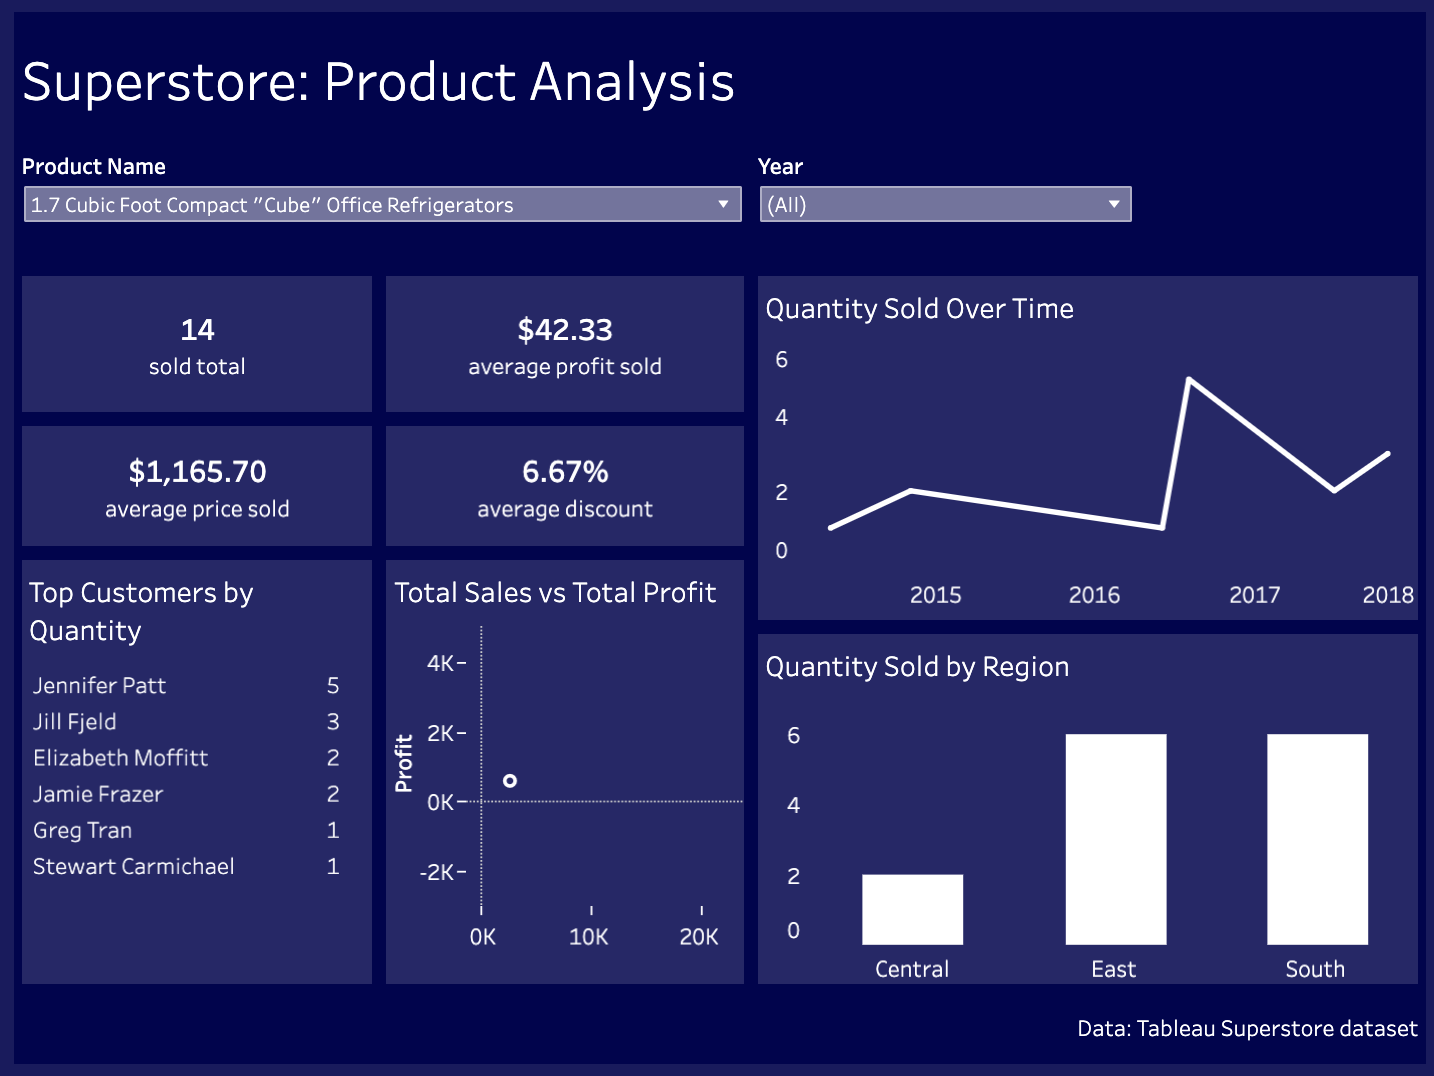 Superstore: Product Analysis
Product Name
1.7 Cubic Foot Compact "Cube" Office Refrigerators
Year
(All)
14
sold total
$42.33
average profit sold
$1,165.70
average price sold
6.67%
average discount
Quantity Sold Over Time
6
4
2
0
2015 2016 2017 2018
Top Customers by
Quantity
Jennifer Patt 5
Jill Fjeld 3
Elizabeth Moffitt 2
Jamie Frazer 2
Greg Tran 1
Stewart Carmichael 1
Total Sales vs Total Profit
Profit
4K
2K
0K
-2K
0K 10K 20K
Quantity Sold by Region
6
4
2
0
Central East South
Data: Tableau Superstore dataset